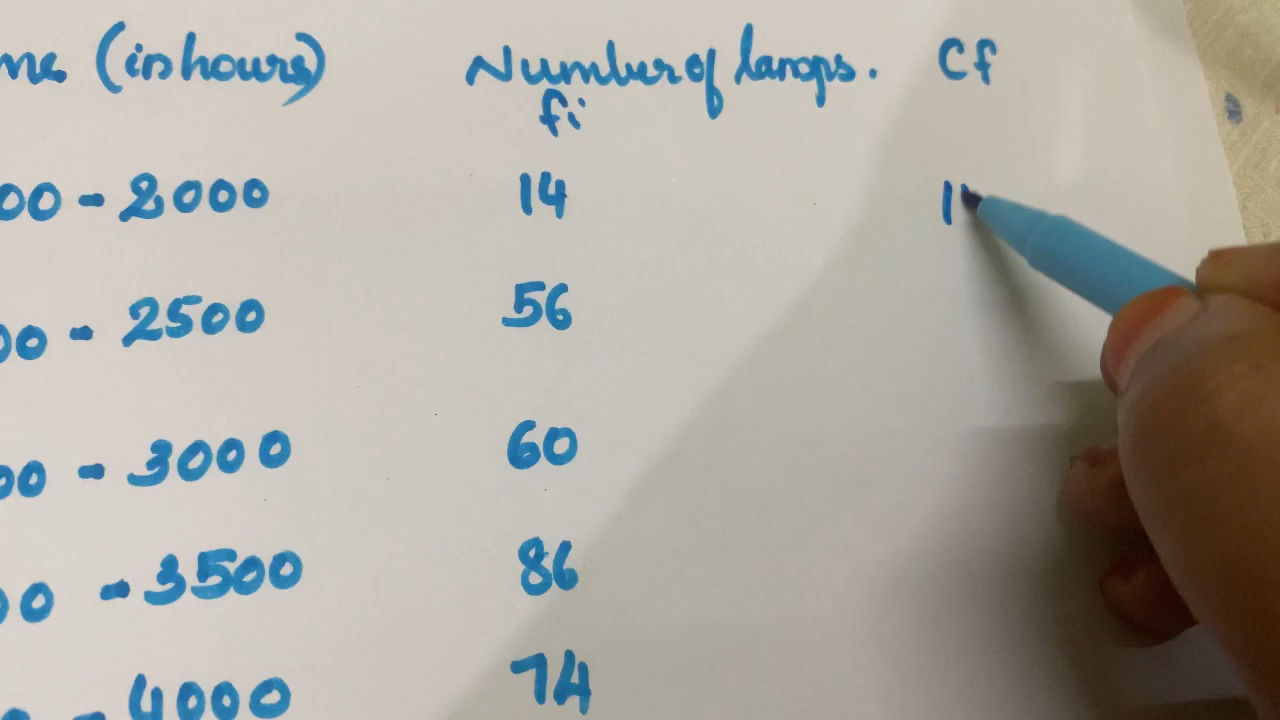 (in hours) Number of lamps. Cf
fi
00 - 2000 14 1
00 - 2500 56
00 - 3000 60
00 - 3500 86
- 4000 74